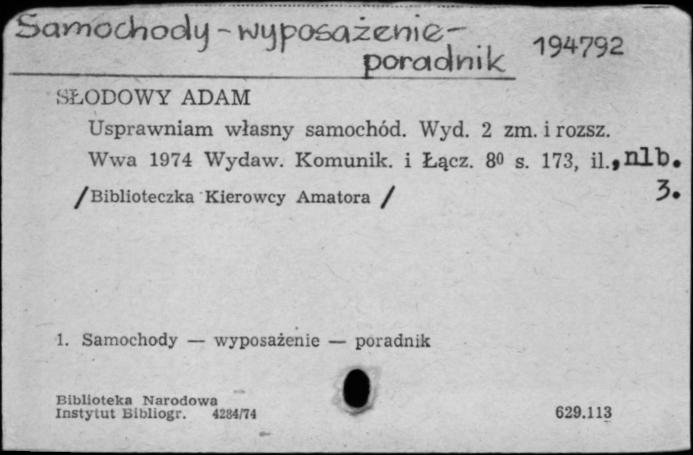 Samochody - wyposażenie -
poradnik 194792
SŁODOWY ADAM
Usprawniam własny samochód. Wyd. 2 zm. i rozsz.
Wwa 1974 Wydaw. Komunik. i Łącz. 8⁰ s. 173, il., nlb.
/Biblioteczka Kierowcy Amatora / 3.
1. Samochody — wyposażenie — poradnik
Biblioteka Narodowa
Instytut Bibliogr. 4284/74 629.113